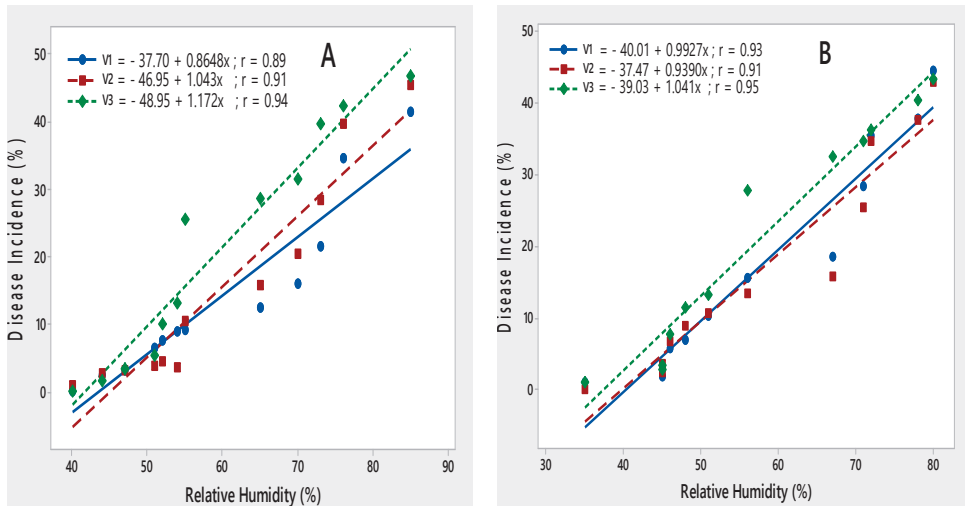 A
V1 = - 37.70 + 0.8648x ; r = 0.89
V2 = - 46.95 + 1.043x ; r = 0.91
V3 = - 48.95 + 1.172x ; r = 0.94
Disease Incidence (%)
50
40
30
20
10
0
40 50 60 70 80 90
Relative Humidity (%)
B
V1 = - 40.01 + 0.9927x ; r = 0.93
V2 = - 37.47 + 0.9390x ; r = 0.91
V3 = - 39.03 + 1.041x ; r = 0.95
Disease Incidence (%)
50
40
30
20
10
0
30 40 50 60 70 80
Relative Humidity (%)